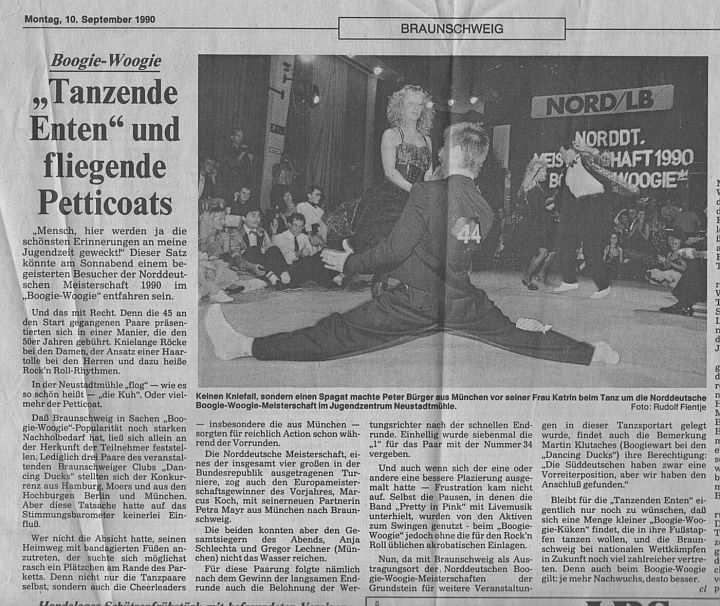 Montag, 10. September 1990
BRAUNSCHWEIG
Boogie-Woogie
„Tanzende
Enten“ und
fliegende
Petticoats
„Mensch, hier werden ja die
schönsten Erinnerungen an meine
Jugendzeit geweckt!“ Dieser Satz
könnte am Sonnabend einem be-
geisterten Besucher der Norddeut-
schen Meisterschaft 1990 im
„Boogie-Woogie“ entfahren sein.
Und das mit Recht. Denn die 45 an
den Start gegangenen Paare präsen-
tierten sich in einer Manier, die den
50er Jahren gebührt. Knielange Röcke
bei den Damen, der Ansatz einer Haar-
tolle bei den Herren und dazu heiße
Rock'n Roll-Rhythmen.
In der Neustadtmühle „flog“ — wie es
so schön heißt — „die Kuh“. Oder viel-
mehr der Petticoat.
Daß Braunschweig in Sachen „Boo-
gie-Woogie“-Popularität noch starken
Nachholbedarf hat, ließ sich allein an
der Herkunft der Teilnehmer feststel-
len. Lediglich drei Paare des veranstal-
tenden Braunschweiger Clubs „Dan-
cing Ducks“ stellten sich der Konkur-
renz aus Hamburg, Moers und aus den
Hochburgen Berlin und München.
Aber diese Tatsache hatte auf das
Stimmungsbarometer keinerlei Ein-
fluß.
Wer nicht die Absicht hatte, seinen
Heimweg mit bandagierten Füßen an-
zutreten, der suchte sich möglichst
rasch ein Plätzchen am Rande des Par-
ketts. Denn nicht nur die Tanzpaare
selbst, sondern auch die Cheerleaders
NORD/LB
NORDDT.
MEIS SCHAFT 1990
BOO WOOGIE“
44
Keinen Kniefall, sondern einen Spagat machte Peter Bürger aus München vor seiner Frau Katrin beim Tanz um die Norddeutsche
Boogie-Woogie-Meisterschaft im Jugendzentrum Neustadtmühle.
Foto: Rudolf Flentje
— insbesondere die aus München —
sorgten für reichlich Action schon wäh-
rend der Vorrunden.
Die Norddeutsche Meisterschaft, ei-
nes der insgesamt vier großen in der
Bundesrepublik ausgetragenen Tur-
niere, zog auch den Europameister-
schaftsgewinner des Vorjahres, Mar-
cus Koch, mit seinerneuen Partnerin
Petra Mayr aus München nach Braun-
schweig.
Die beiden konnten aber den Ge-
samtsiegern des Abends, Anja
Schlechta und Gregor Lechner (Mün-
chen) nicht das Wasser reichen.
Für diese Paarung folgte nämlich
nach dem Gewinn der langsamen End-
runde auch die Belohnung der Wer-
tungsrichter nach der schnellen End-
runde. Einhellig wurde siebenmal die
„1“ für das Paar mit der Nummer 34
vergeben.
Und auch wenn sich der eine oder
andere eine bessere Plazierung ausge-
malt hatte — Frustration kam nicht
auf. Selbst die Pausen, in denen die
Band „Pretty in Pink“ mit Livemusik
unterhielt, wurden von den Aktiven
zum Swingen genutzt - beim „Boogie-
Woogie“ jedoch ohne die für den Rock'n
Roll üblichen akrobatischen Einlagen.
Nun, da mit Braunschweig als Aus-
tragungsort der Norddeutschen Boo-
gie-Woogie-Meisterschaften der
Grundstein für weitere Veranstaltun-
gen in dieser Tanzsportart gelegt
wurde, findet auch die Bemerkung
Martin Klutsches (Boogiewart bei den
„Dancing Ducks“) ihre Berechtigung:
„Die Süddeutschen haben zwar eine
Vorreiterposition, aber wir haben den
Anschluß gefunden.“
Bleibt für die „Tanzenden Enten“ ei-
gentlich nur noch zu wünschen, daß
sich eine Menge kleiner „Boogie-Woo-
gie-Küken“ findet, die in ihre Fußstap-
fen tanzen wollen, und die Braun-
schweig bei nationalen Wettkämpfen
in Zukunft noch viel zahlreicher vertre-
ten. Denn auch beim Boogie-Woogie
gilt: je mehr Nachwuchs, desto besser.
cl